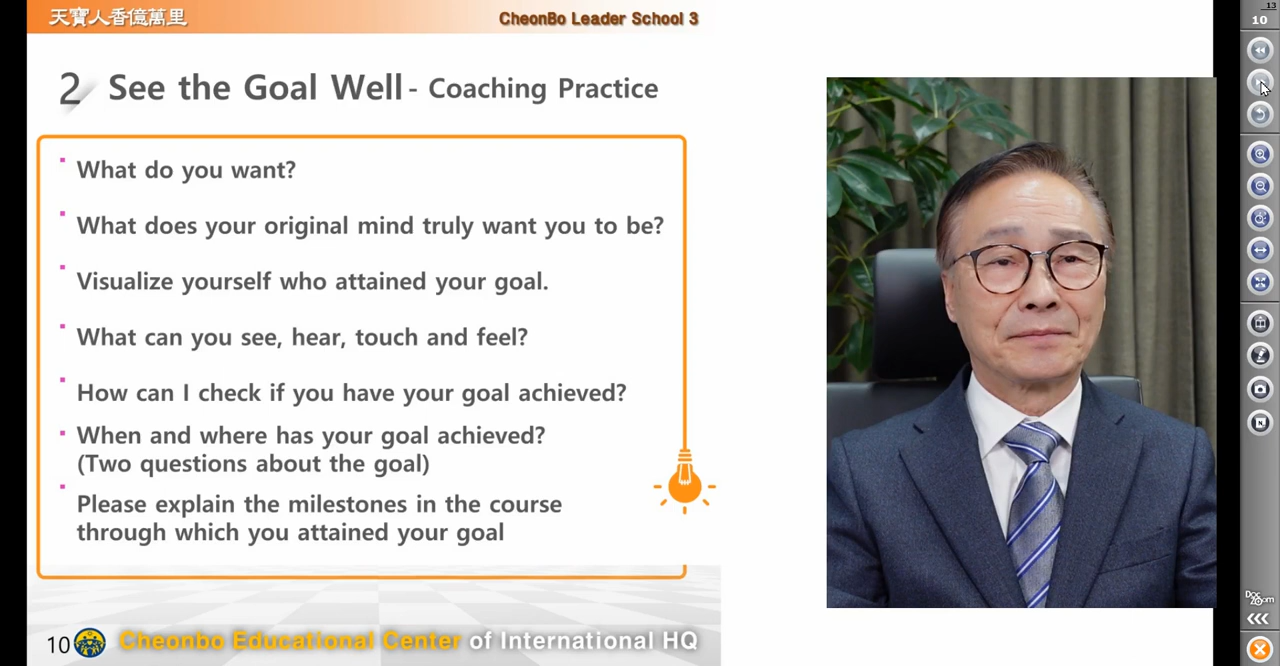 天寶人香億萬里
CheonBo Leader School 3
2 See the Goal Well - Coaching Practice
What do you want?
What does your original mind truly want you to be?
Visualize yourself who attained your goal.
What can you see, hear, touch and feel?
How can I check if you have your goal achieved?
When and where has your goal achieved?
(Two questions about the goal)
Please explain the milestones in the course
through which you attained your goal
10
Cheonbo Educational Center of International HQ
13
10
DocZoom